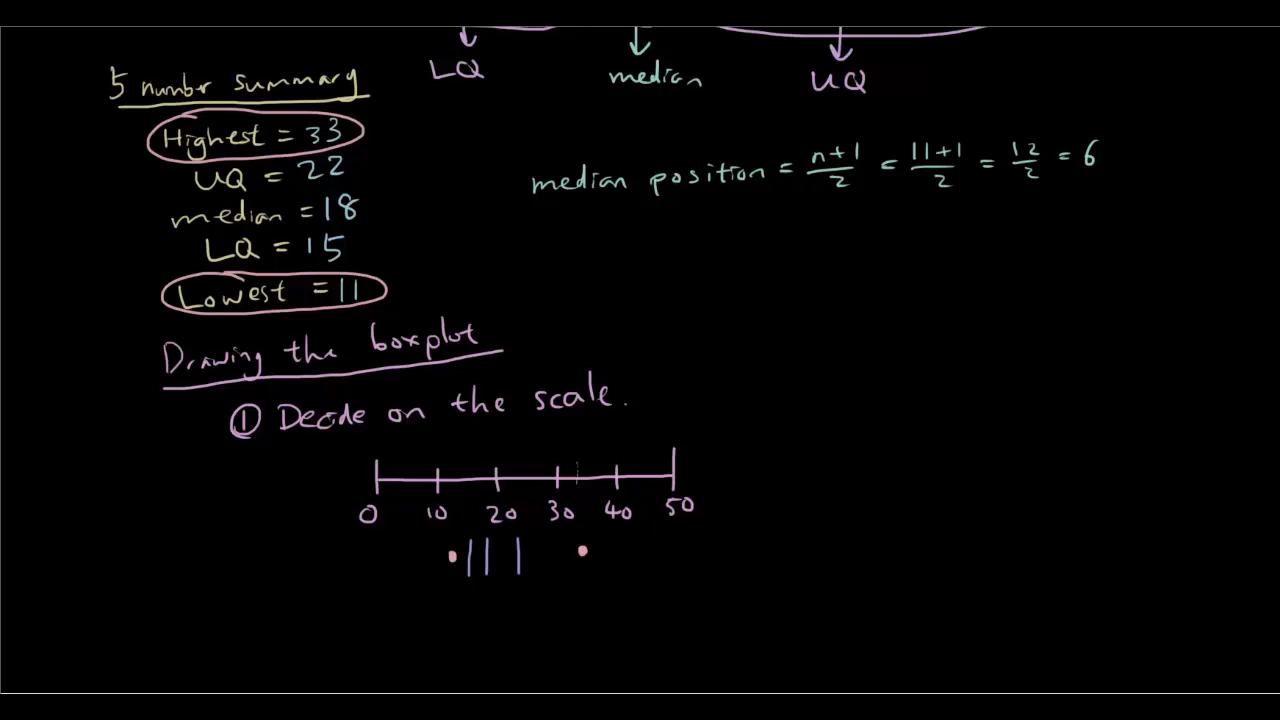 LQ median UQ
5 number summary
Highest = 33
UQ = 22
median = 18
LQ = 15
Lowest = 11
median position = n+1/2 = 11+1/2 = 12/2 = 6
Drawing the boxplot
① Decide on the scale.
0 10 20 30 40 50